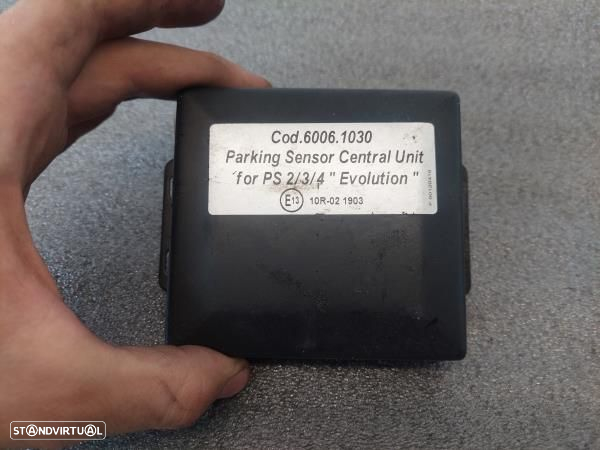 Cod.6006.1030
Parking Sensor Central Unit
for PS 2/3/4 " Evolution "
E13 10R-02 1903
STANDVIRTUAL